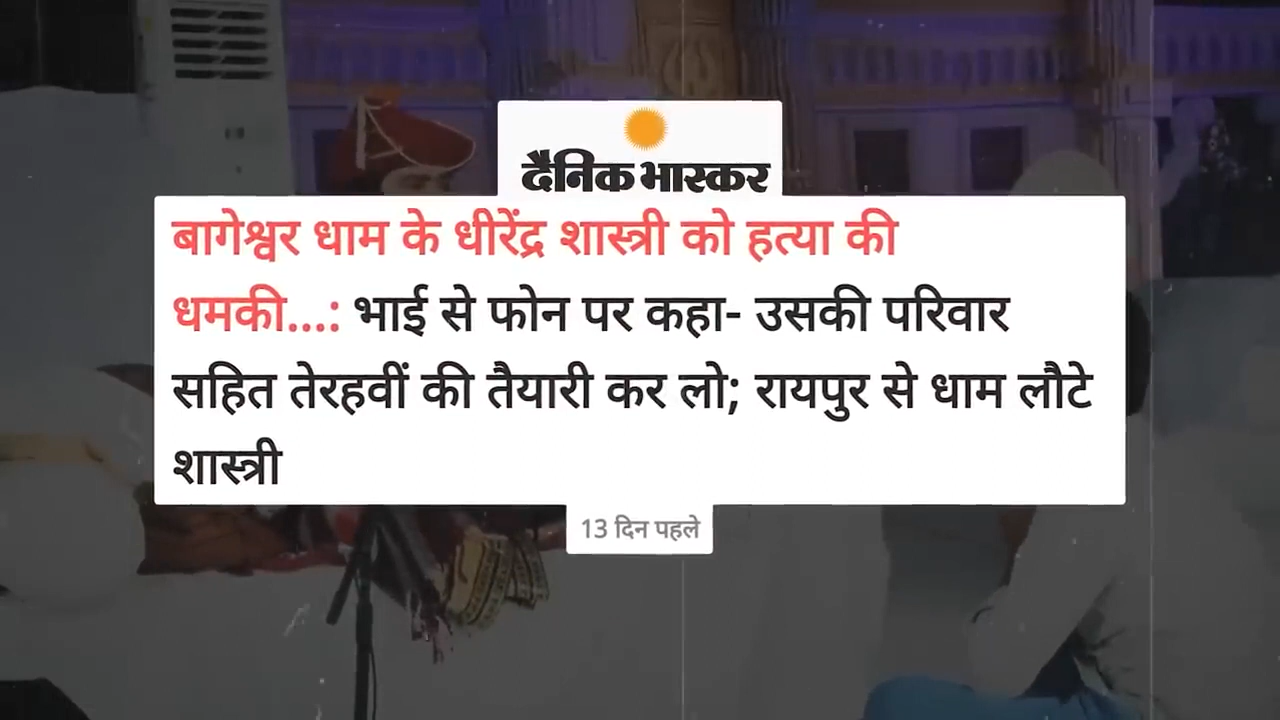 दैनिक भास्कर
बागेश्वर धाम के धीरेंद्र शास्त्री को हत्या की
धमकी...: भाई से फोन पर कहा- उसकी परिवार
सहित तेरहवीं की तैयारी कर लो; रायपुर से धाम लौटे
शास्त्री
13 दिन पहले